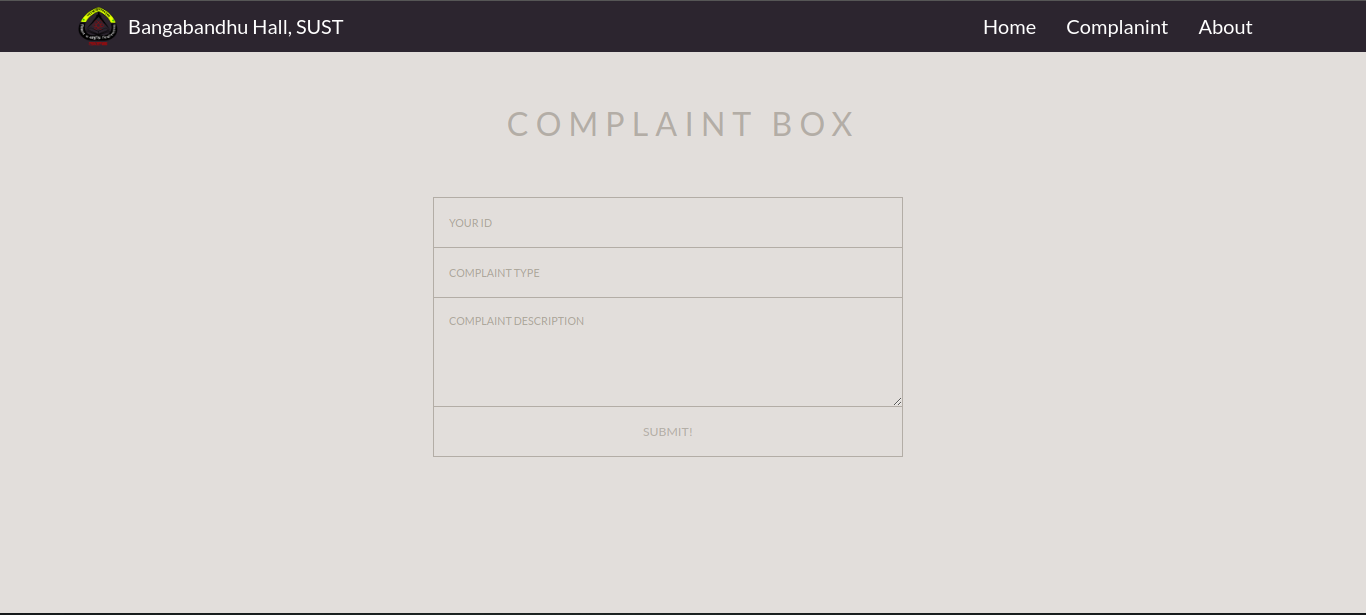 Bangabandhu Hall, SUST
Home Complanint About
COMPLAINT BOX
YOUR ID
COMPLAINT TYPE
COMPLAINT DESCRIPTION
SUBMIT!